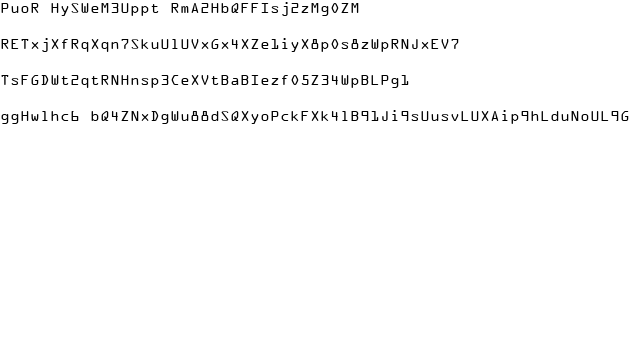 PuoR HySWeM3Uppt RmA2HbQFFIsj2zMg0ZM
RETxjXfRqXqn7SkuU1UVxGx4XZe1iyX8p0s8zWpRNJxEV7
TsFGDWt2qtRNHnsp3CeXVtBaBIezf05Z34WpBLPg1
ggHw1hc6 bQ4ZNxDgWu88dSQXyoPckFXk41B91Ji9sUusvLUXAip9hLduNoUL9G